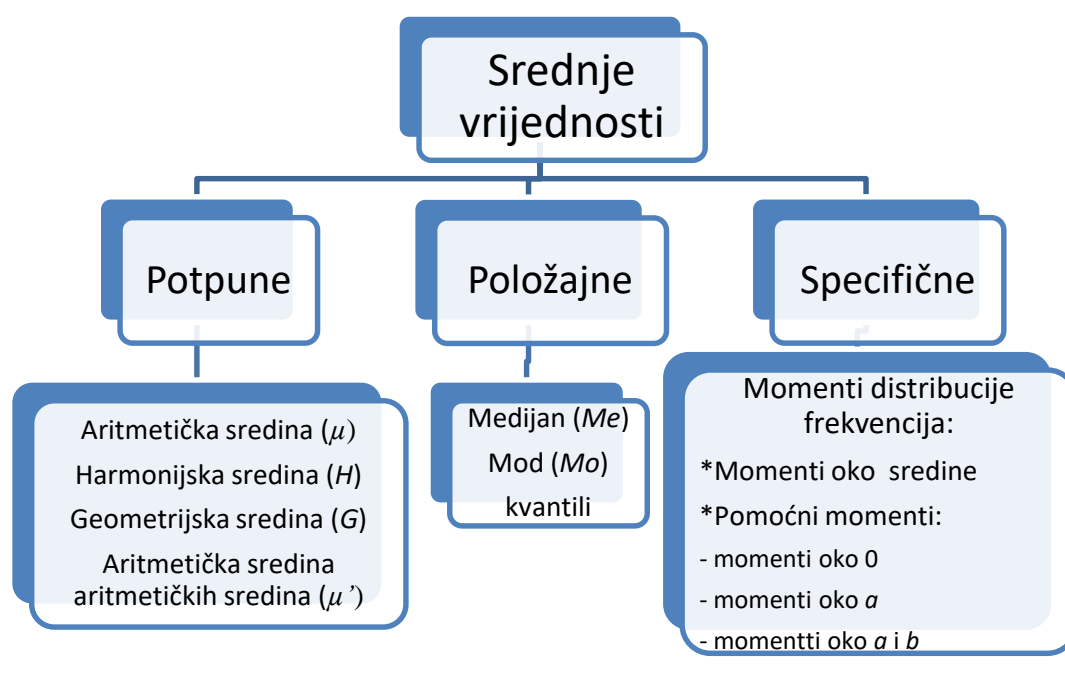 Srednje
vrijednosti
Potpune
Položajne
Specifične
Aritmetička sredina (μ)
Harmonijska sredina (H)
Geometrijska sredina (G)
Aritmetička sredina
aritmetičkih sredina (μ’)
Medijan (Me)
Mod (Mo)
kvantili
Momenti distribucije
frekvencija:
*Momenti oko sredine
*Pomoćni momenti:
- momenti oko 0
- momenti oko a
- momentti oko a i b